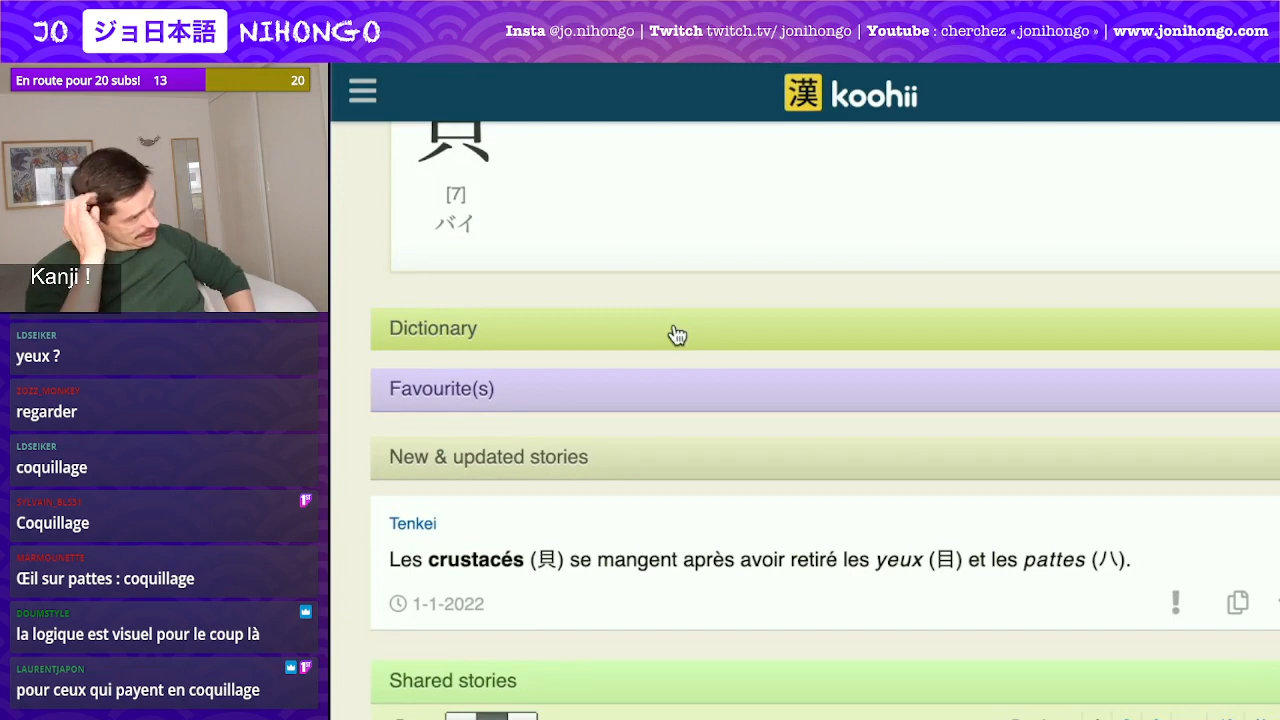 JO ジョ日本語 NIHONGO
Insta @jo.nihongo | Twitch twitch.tv/jonihongo | Youtube : cherchez « jonihongo » | www.jonihongo.com
En route pour 20 subs! 13 20
漢 koohii
貝
[7]
バイ
Kanji !
Dictionary
Favourite(s)
New & updated stories
Tenkei
Les crustacés (貝) se mangent après avoir retiré les yeux (目) et les pattes (ハ).
1-1-2022
Shared stories
LDSEIKER
yeux ?
ZOZE_MONKEY
regarder
LDSEIKER
coquillage
SYLVAIN_BLS31
Coquillage
MARMOUNETTE
Œil sur pattes : coquillage
DOUMSTYLE
la logique est visuel pour le coup là
LAURENTJAPON
pour ceux qui payent en coquillage